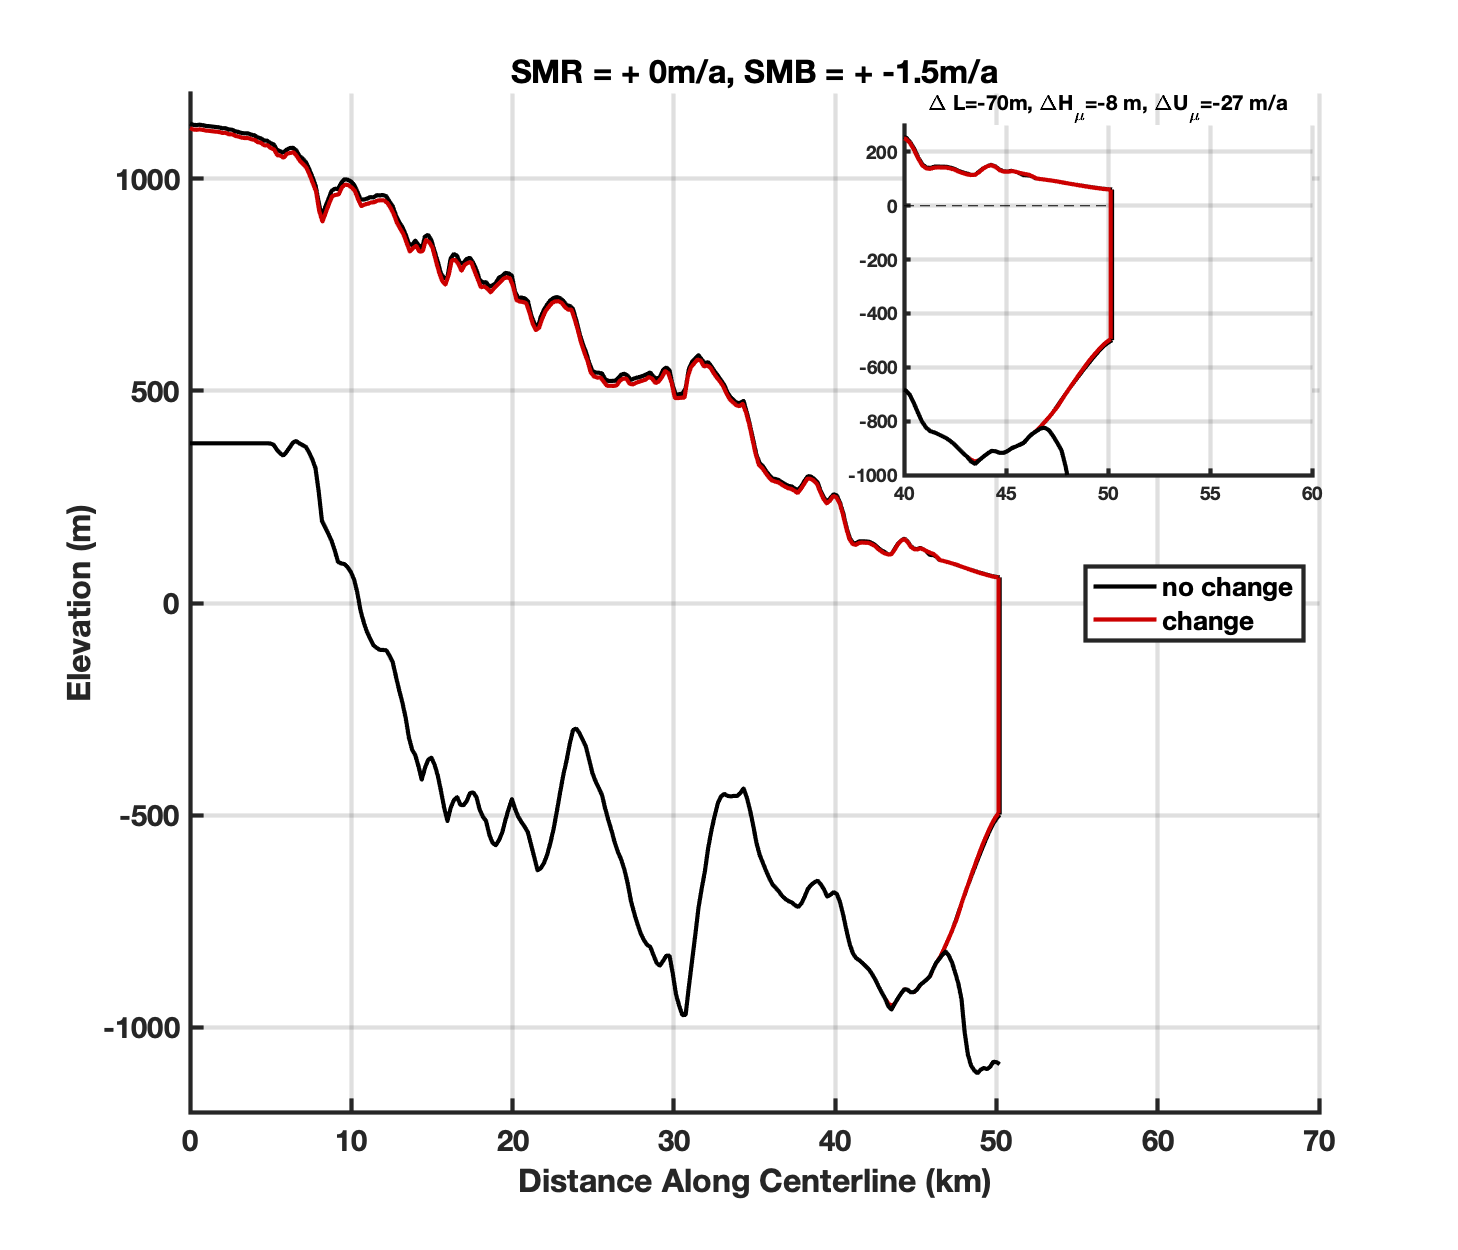 SMR = + 0m/a, SMB = + -1.5m/a
Δ L=-70m, ΔHμ=-8 m, ΔUμ=-27 m/a
200
0
-200
-400
-600
-800
-1000
40 45 50 55 60
1000
500
0
-500
-1000
Elevation (m)
no change
change
0 10 20 30 40 50 60 70
Distance Along Centerline (km)